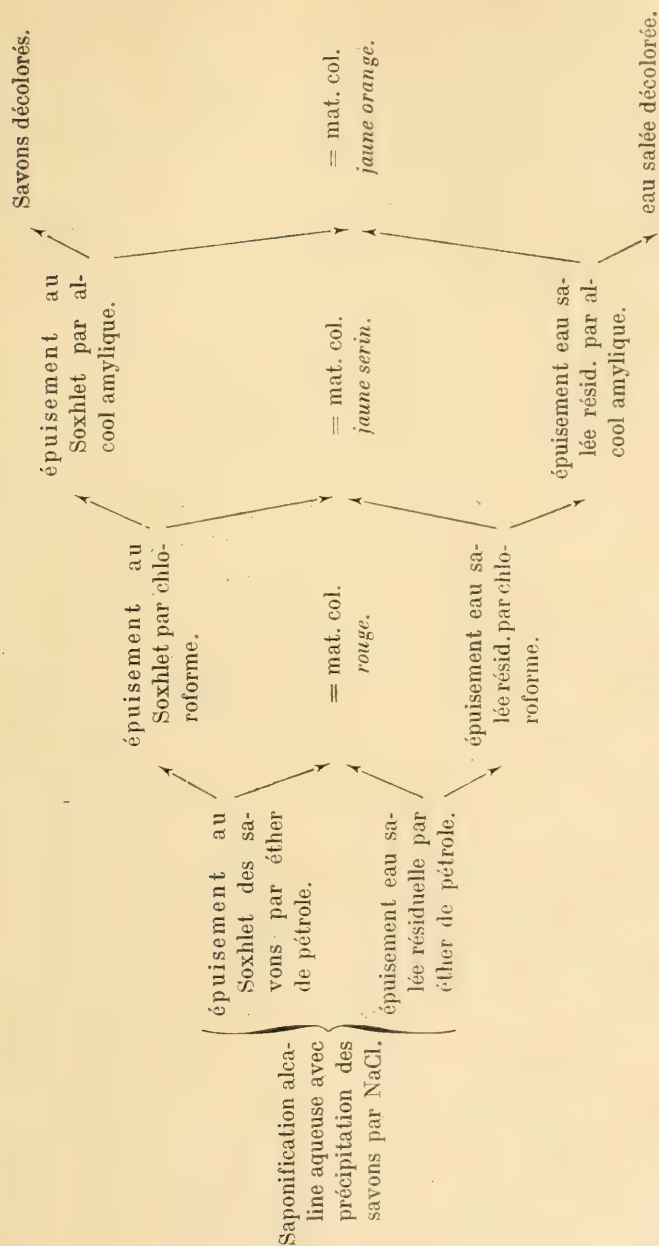 Saponification alca-
line aqueuse avec
précipitation des
savons par NaCl.
épuisement au
Soxhlet des sa-
vons par éther
de pétrole.
épuisement eau sa-
lée résiduelle par
éther de pétrole.
épuisement au
Soxhlet par chlo-
roforme.
= mat. col.
rouge.
épuisement eau sa-
lée résid. par chlo-
roforme.
épuisement au
Soxhlet par al-
cool amylique.
= mat. col.
jaune serin.
épuisement eau sa-
lée résid. par al-
cool amylique.
Savons décolorés.
= mat. col.
jaune orange.
eau salée décolorée.